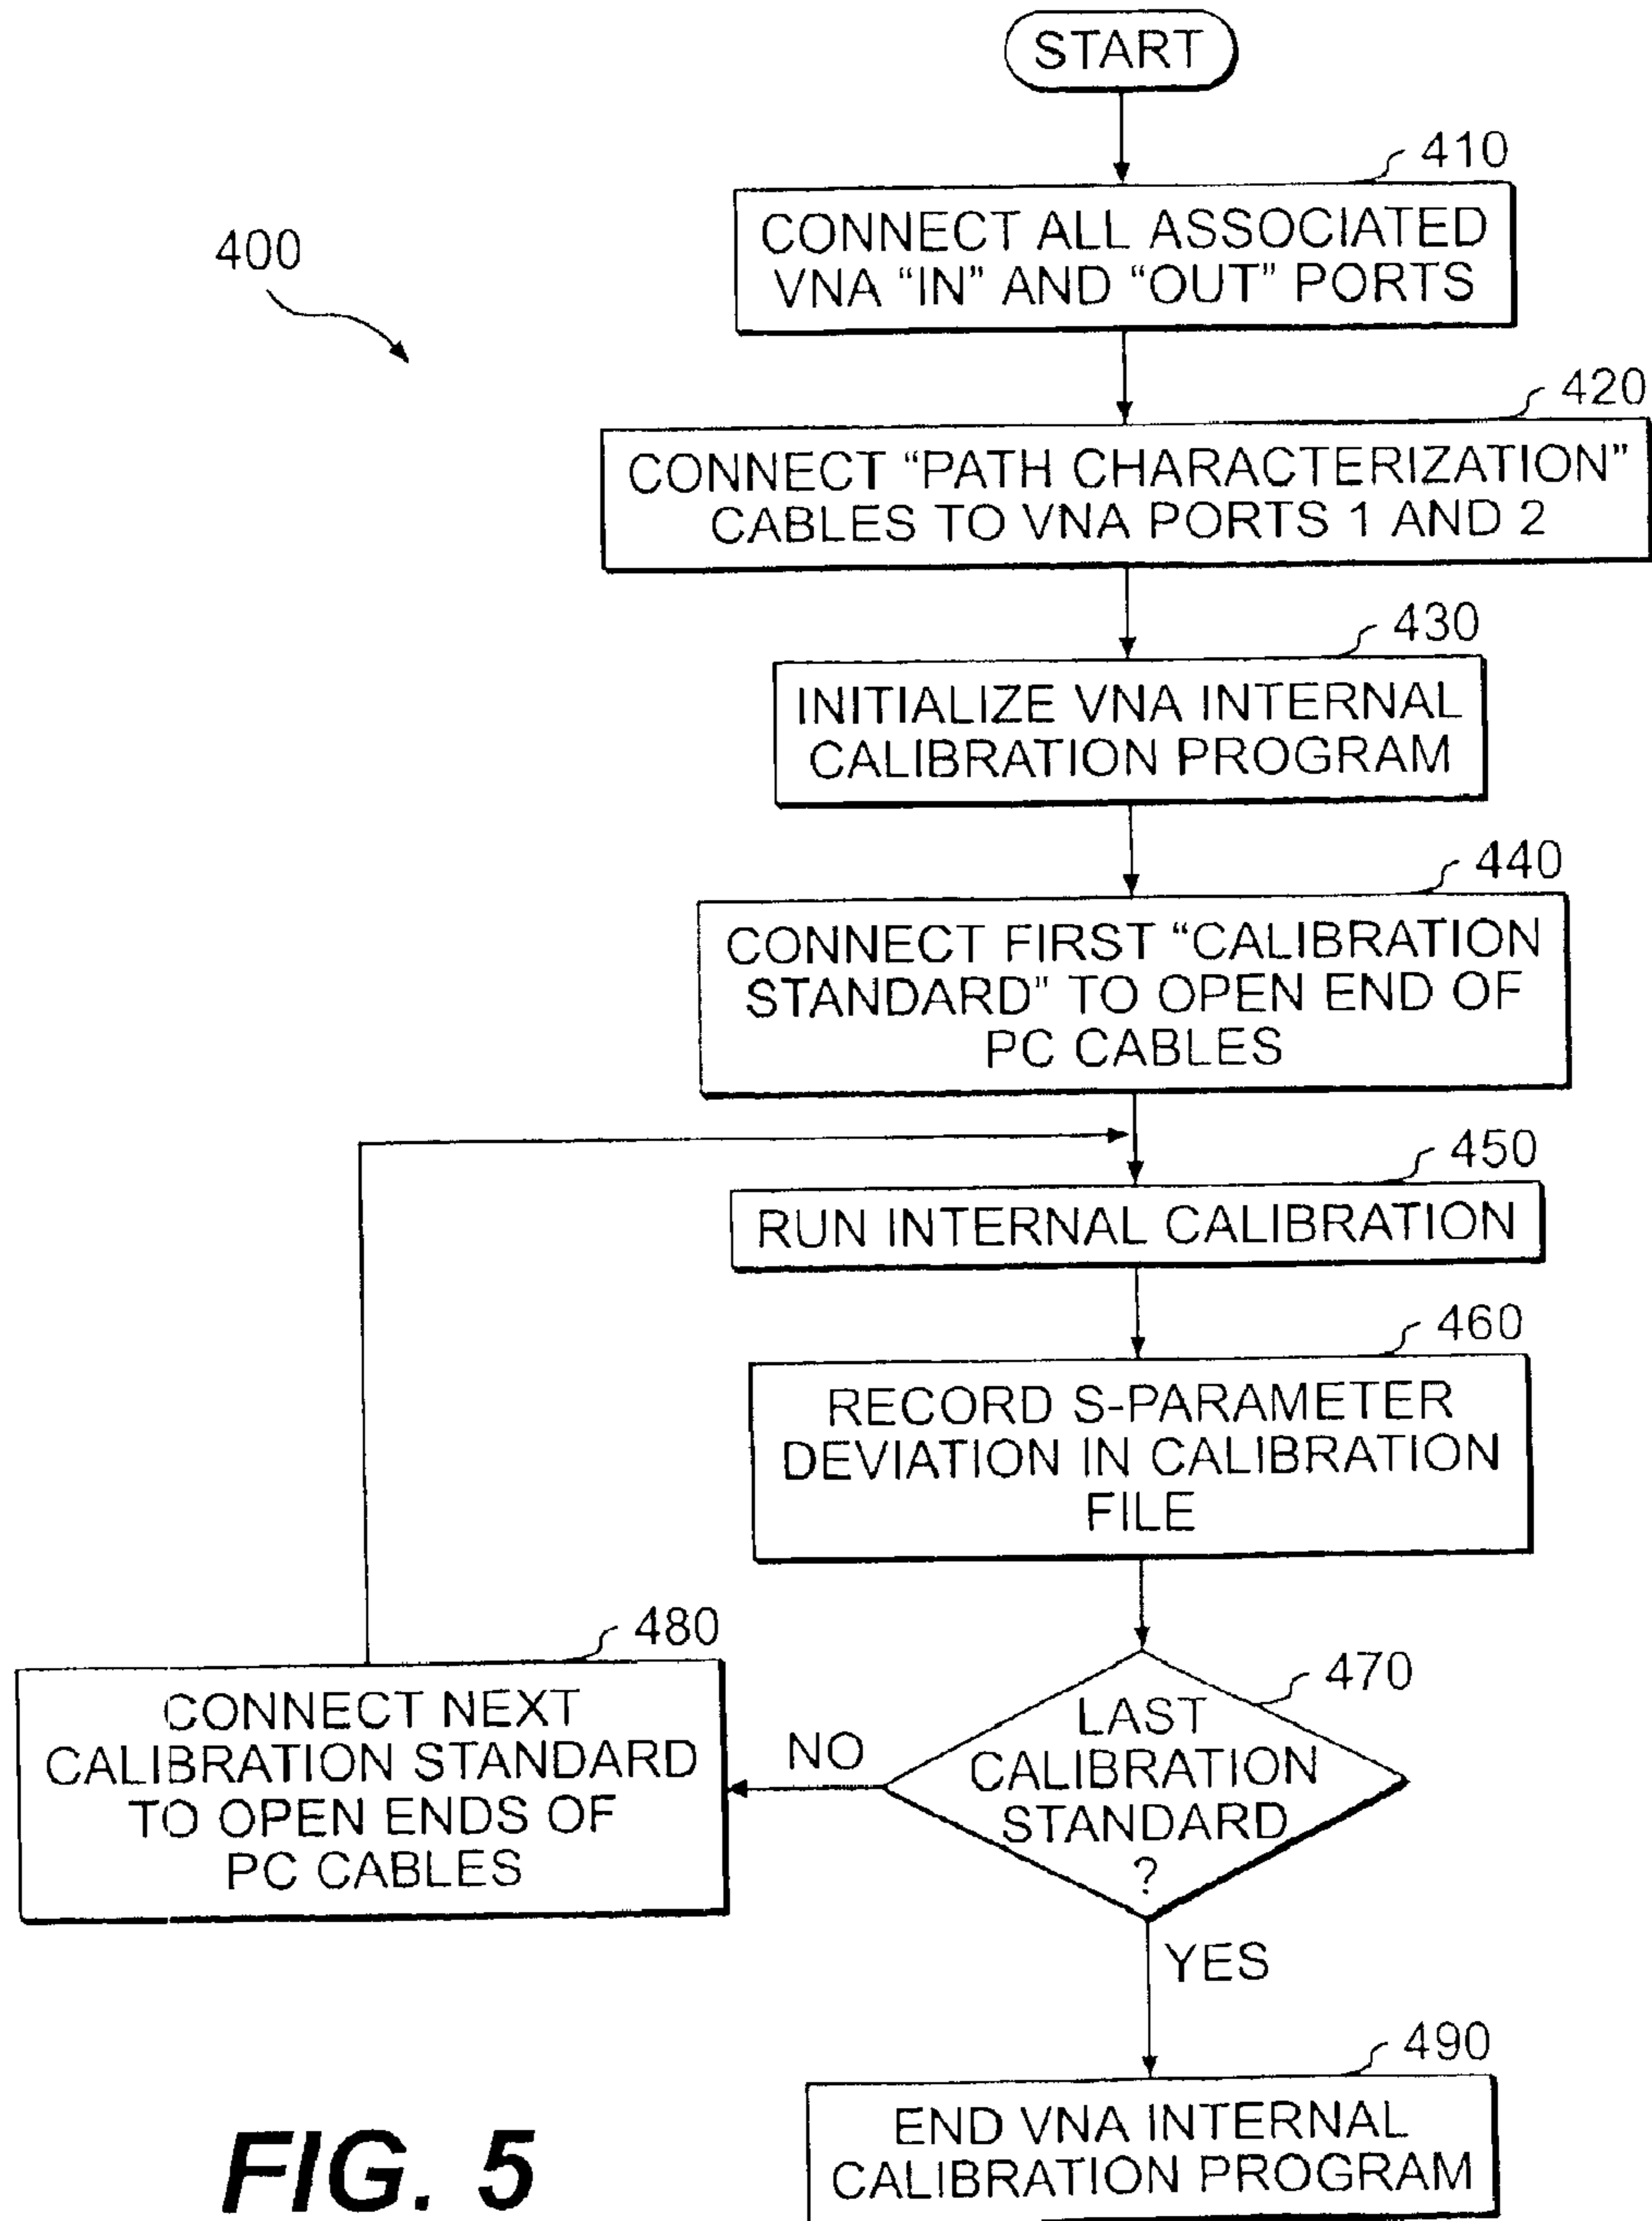 START
410
CONNECT ALL ASSOCIATED
VNA “IN” AND “OUT” PORTS
400
420
CONNECT “PATH CHARACTERIZATION”
CABLES TO VNA PORTS 1 AND 2
430
INITIALIZE VNA INTERNAL
CALIBRATION PROGRAM
440
CONNECT FIRST “CALIBRATION
STANDARD” TO OPEN END OF
PC CABLES
450
RUN INTERNAL CALIBRATION
460
RECORD S-PARAMETER
DEVIATION IN CALIBRATION
FILE
470
LAST
CALIBRATION
STANDARD
?
NO
480
CONNECT NEXT
CALIBRATION STANDARD
TO OPEN ENDS OF
PC CABLES
YES
490
END VNA INTERNAL
CALIBRATION PROGRAM
FIG. 5